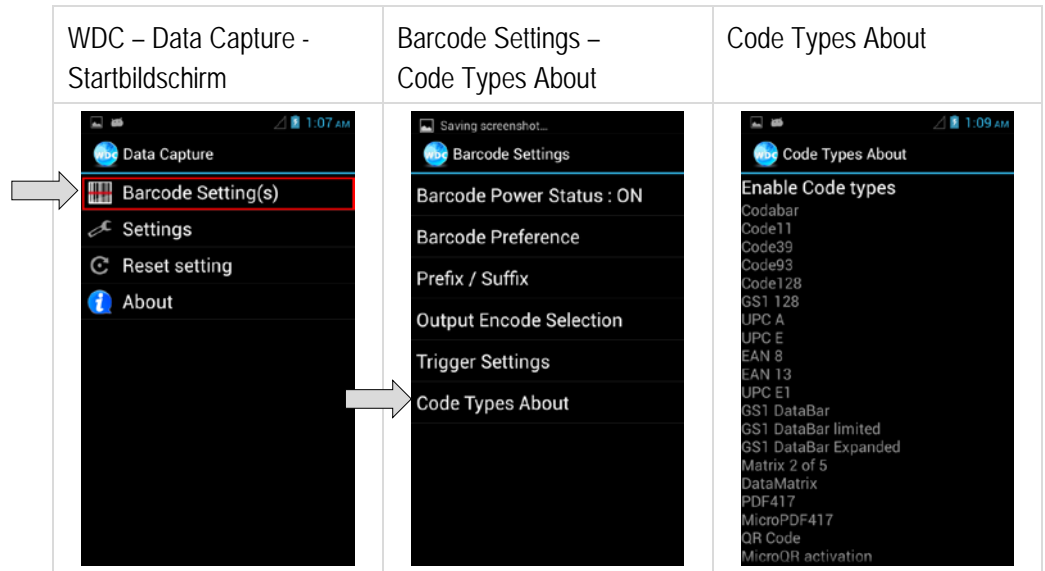 WDC – Data Capture -
Startbildschirm
Barcode Settings –
Code Types About
Code Types About
1:07 AM
WDC Data Capture
Barcode Setting(s)
Settings
Reset setting
i About
Saving screenshot...
WDC Barcode Settings
Barcode Power Status : ON
Barcode Preference
Prefix / Suffix
Output Encode Selection
Trigger Settings
Code Types About
1:09 AM
WDC Code Types About
Enable Code types
Codabar
Code11
Code39
Code93
Code128
GS1 128
UPC A
UPC E
EAN 8
EAN 13
UPC E1
GS1 DataBar
GS1 DataBar limited
GS1 DataBar Expanded
Matrix 2 of 5
DataMatrix
PDF417
MicroPDF417
QR Code
MicroQR activation